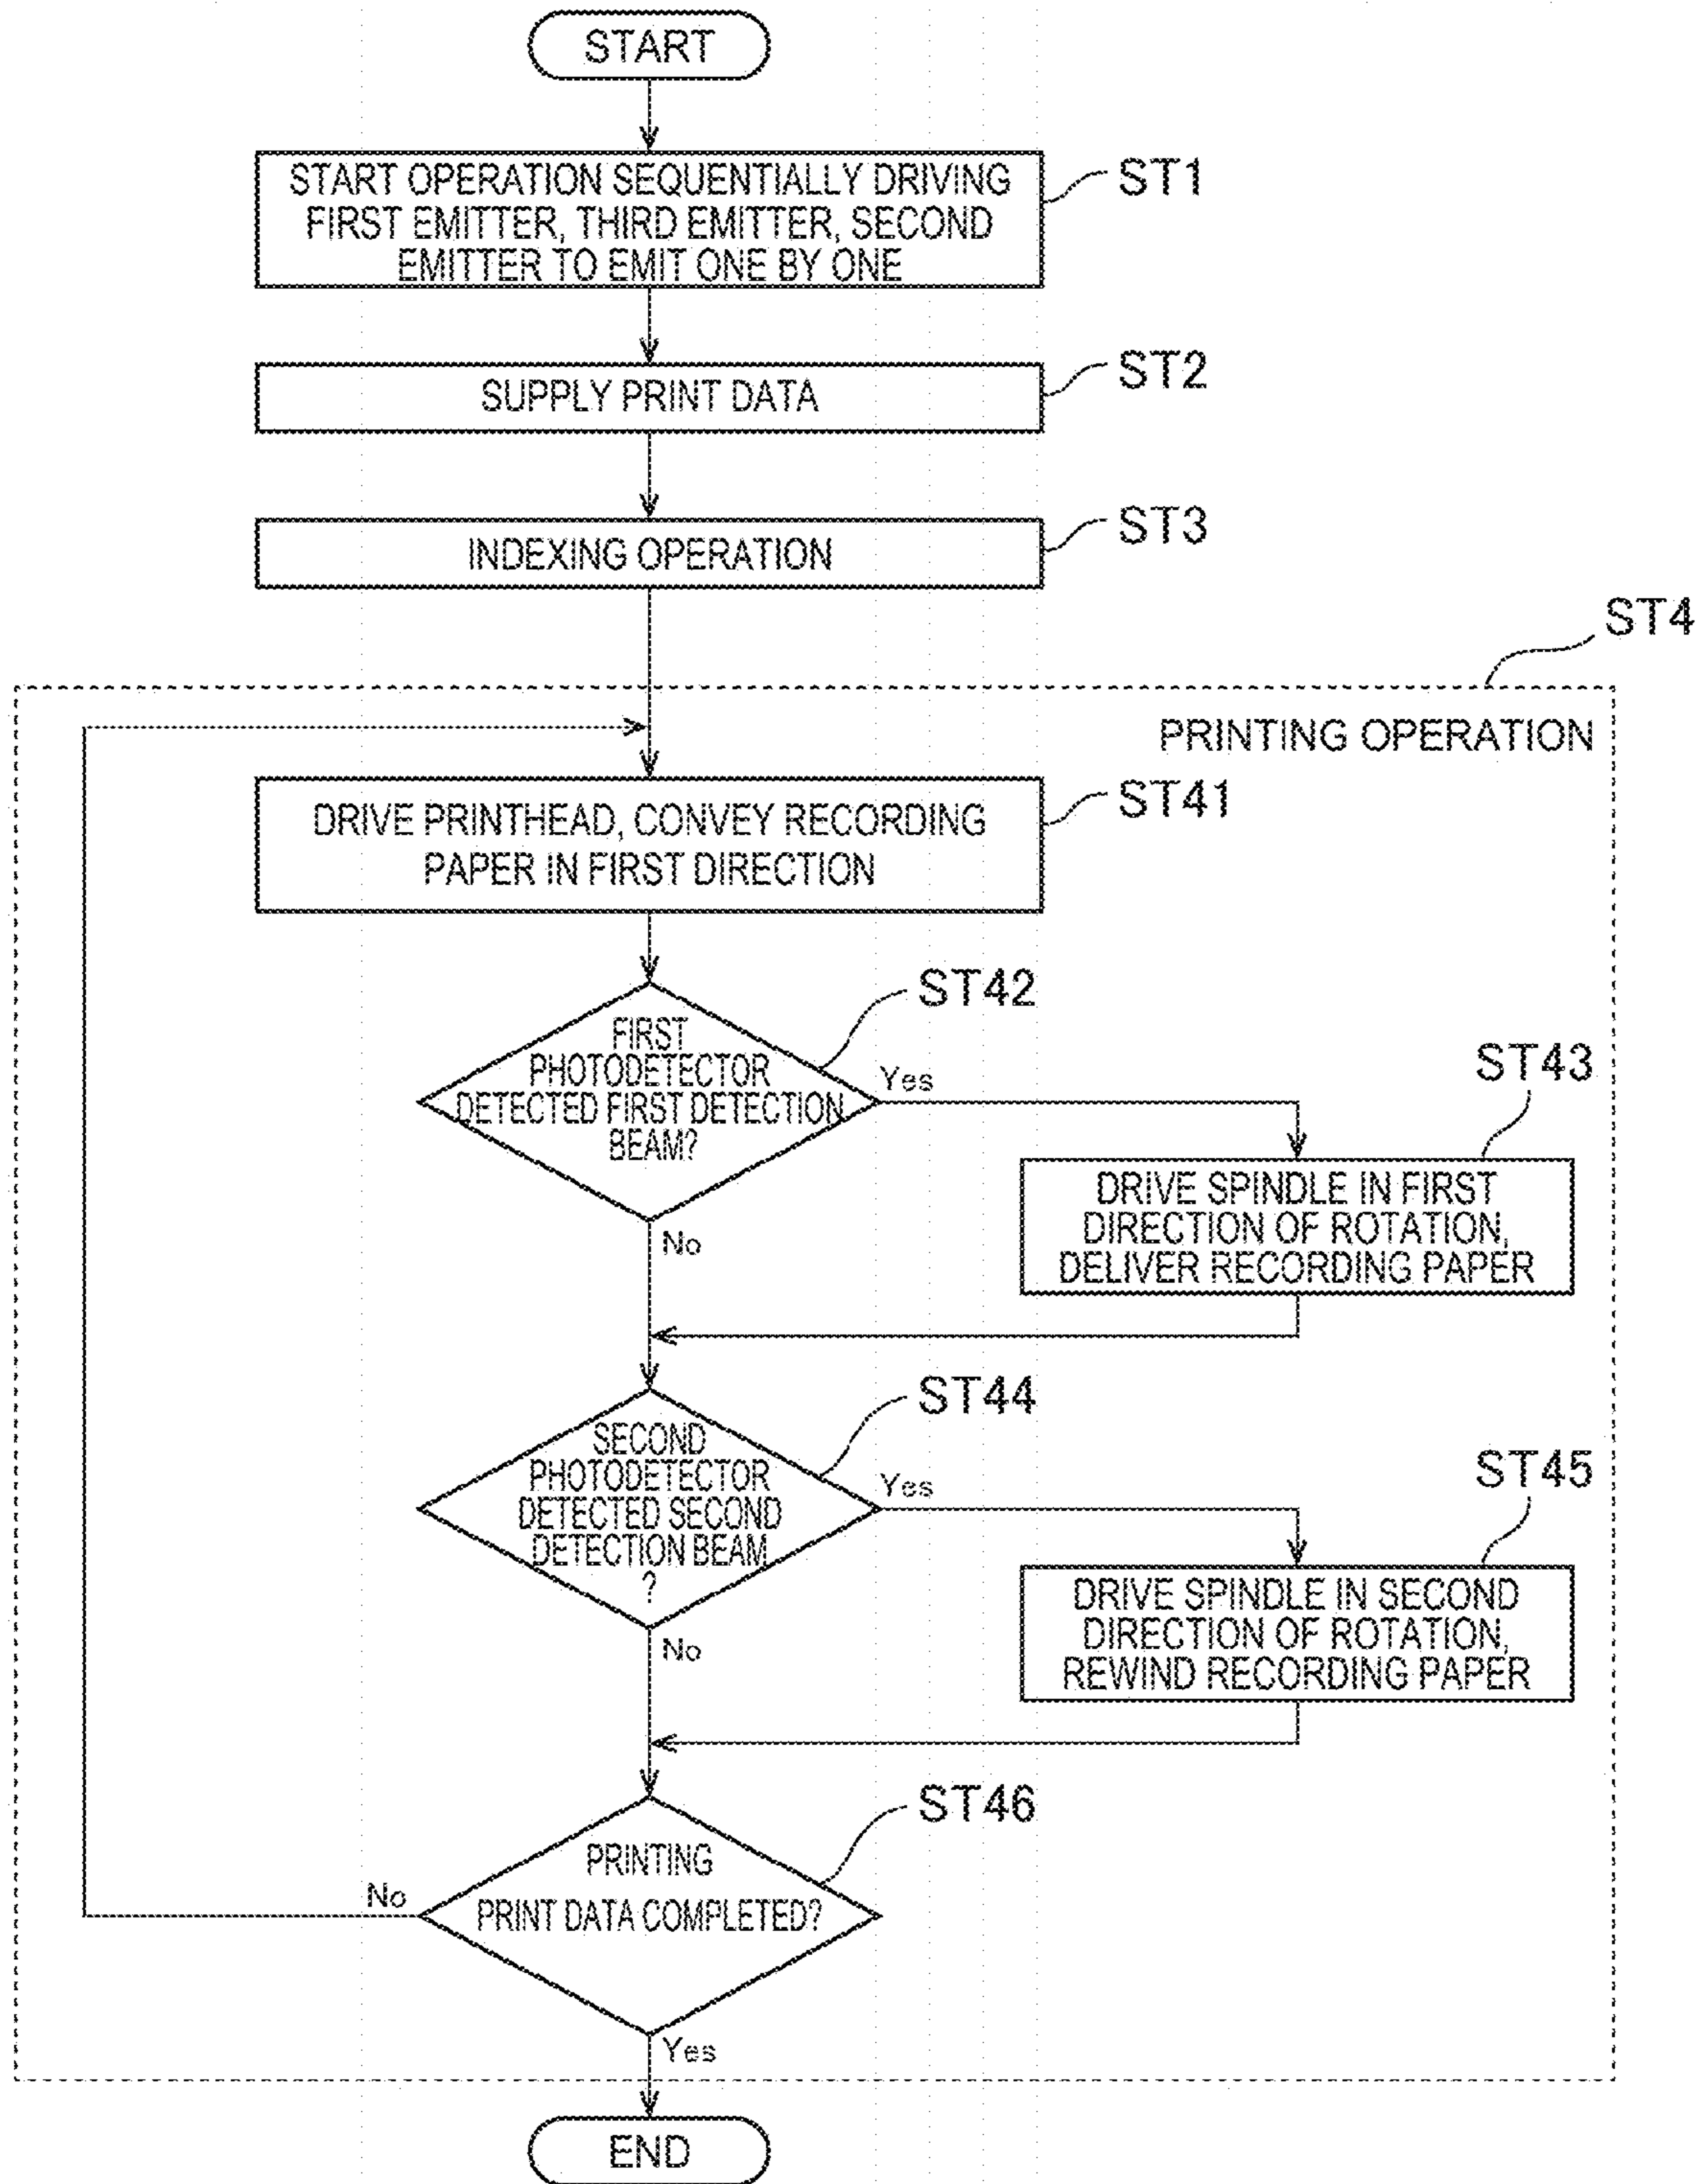 START
START OPERATION SEQUENTIALLY DRIVING
FIRST EMITTER, THIRD EMITTER, SECOND
EMITTER TO EMIT ONE BY ONE
ST1
SUPPLY PRINT DATA
ST2
INDEXING OPERATION
ST3
ST4
PRINTING OPERATION
DRIVE PRINTHEAD, CONVEY RECORDING
PAPER IN FIRST DIRECTION
ST41
FIRST
PHOTODETECTOR
DETECTED FIRST DETECTION
BEAM?
ST42
Yes
No
ST43
DRIVE SPINDLE IN FIRST
DIRECTION OF ROTATION,
DELIVER RECORDING PAPER
SECOND
PHOTODETECTOR
DETECTED SECOND
DETECTION BEAM
?
ST44
Yes
No
ST45
DRIVE SPINDLE IN SECOND
DIRECTION OF ROTATION,
REWIND RECORDING PAPER
PRINTING
PRINT DATA COMPLETED?
ST46
No
Yes
END